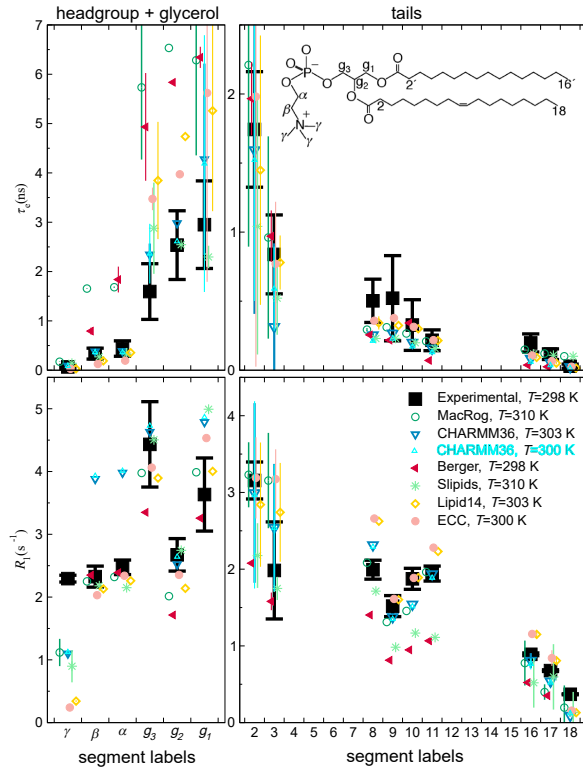 headgroup + glycerol
tails
τe(ns)
7
6
5
4
3
2
1
0
2
1
0
O
O
P
O
O
g3
g1
g2
O
O
O
O
2′
16′
2
18
α
β
N
+
γ
γ
γ
R1(s-1)
5
4
3
2
1
0
4
3
2
1
0
Experimental, T=298 K
MacRog, T=310 K
CHARMM36, T=303 K
CHARMM36, T=300 K
Berger, T=298 K
Slipids, T=310 K
Lipid14, T=303 K
ECC, T=300 K
γ β α g3 g2 g1
2 3 4 5 6 7 8 9 10 11 12 13 14 15 16 17 18
segment labels
segment labels